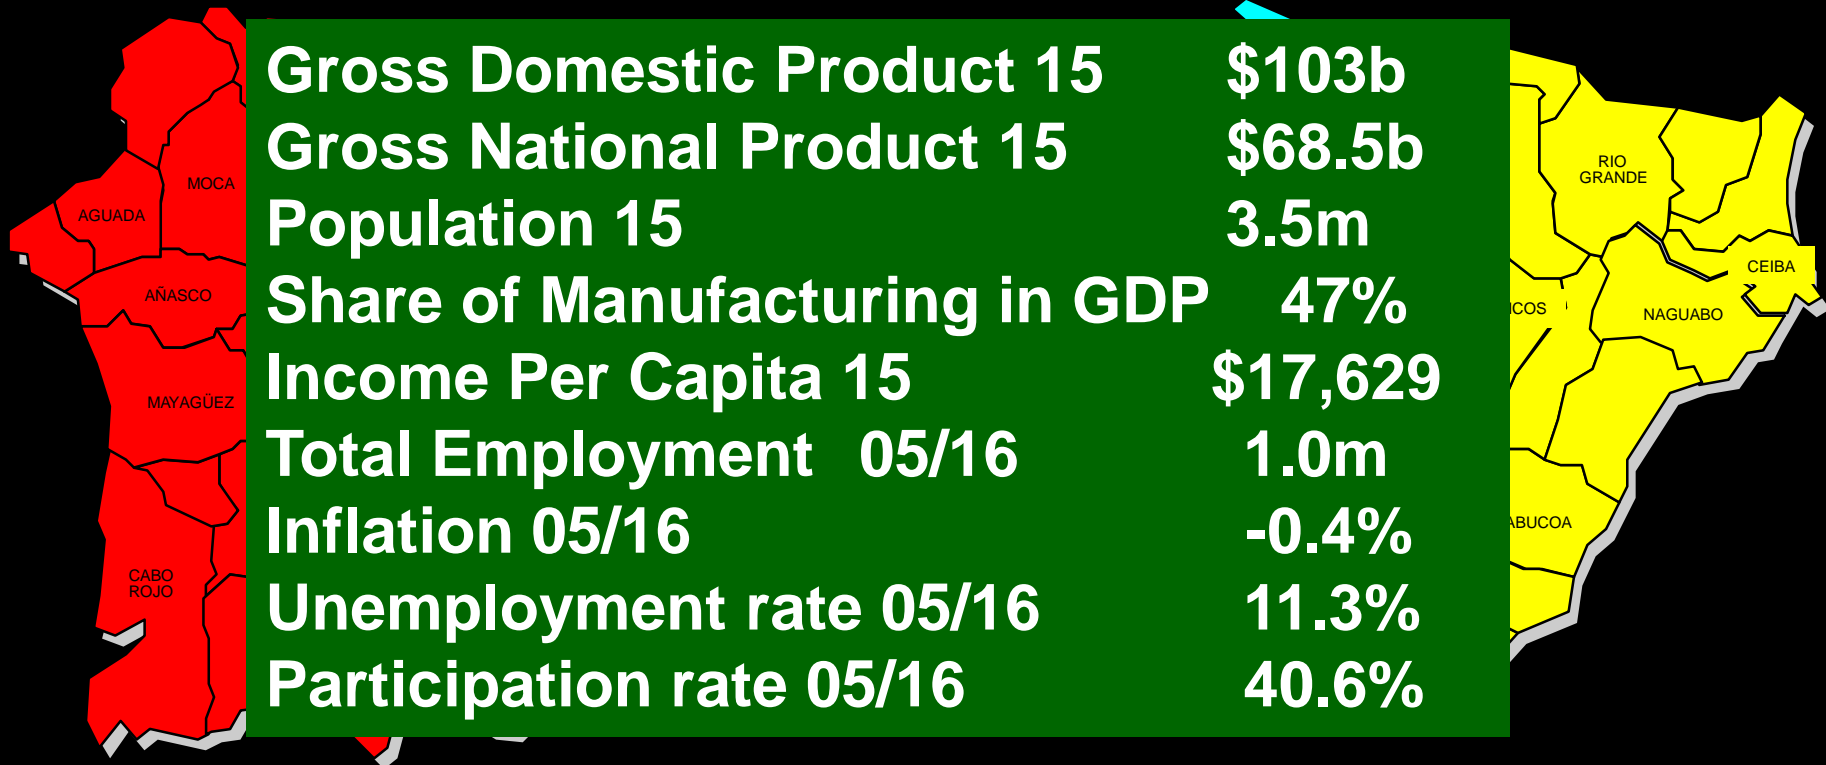 Gross Domestic Product 15 $103b
Gross National Product 15 $68.5b
Population 15 3.5m
Share of Manufacturing in GDP 47%
Income Per Capita 15 $17,629
Total Employment 05/16 1.0m
Inflation 05/16 -0.4%
Unemployment rate 05/16 11.3%
Participation rate 05/16 40.6%
MOCA
AGUADA
AÑASCO
MAYAGÜEZ
CABO
ROJO
RIO
GRANDE
CEIBA
NAGUABO